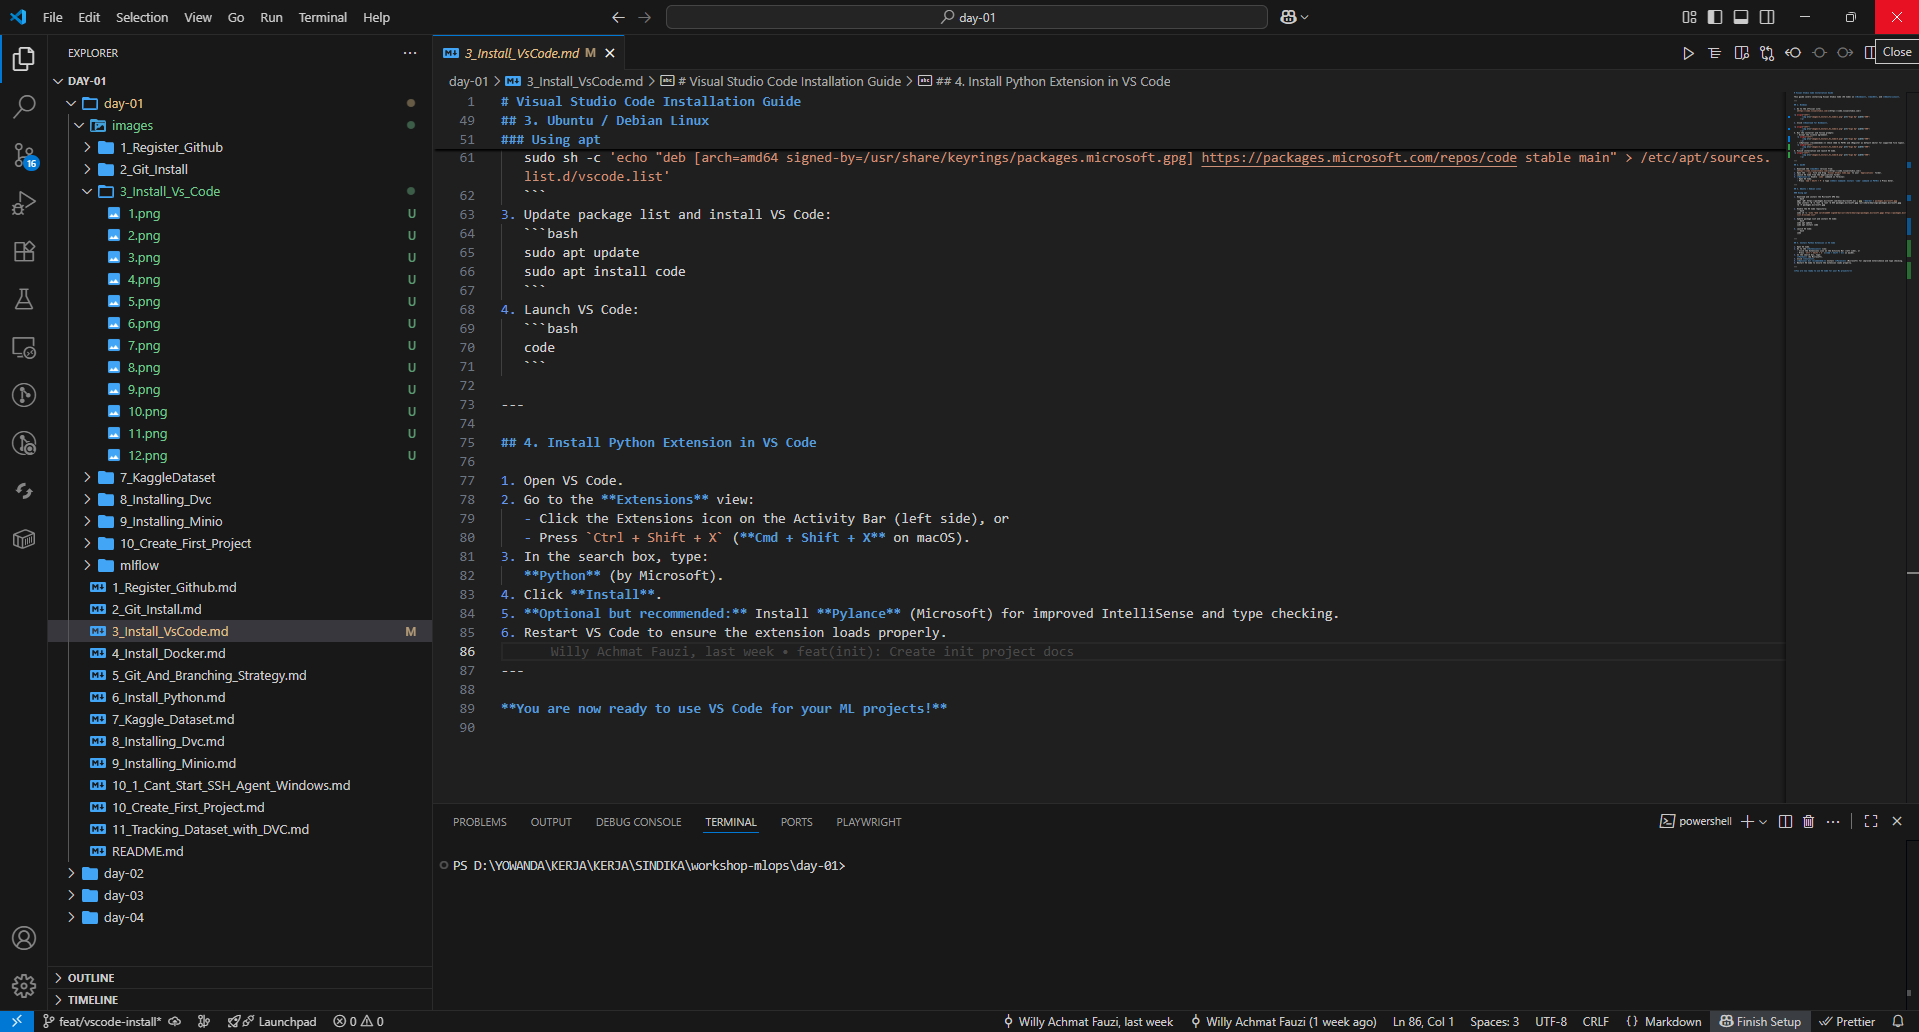 File Edit Selection View Go Run Terminal Help
day-01
Close
EXPLORER
DAY-01
day-01
images
1_Register_Github
2_Git_Install
3_Install_Vs_Code
1.png U
2.png U
3.png U
4.png U
5.png U
6.png U
7.png U
8.png U
9.png U
10.png U
11.png U
12.png U
7_KaggleDataset
8_Installing_Dvc
9_Installing_Minio
10_Create_First_Project
mlflow
1_Register_Github.md
2_Git_Install.md
3_Install_VsCode.md M
4_Install_Docker.md
5_Git_And_Branching_Strategy.md
6_Install_Python.md
7_Kaggle_Dataset.md
8_Installing_Dvc.md
9_Installing_Minio.md
10_1_Cant_Start_SSH_Agent_Windows.md
10_Create_First_Project.md
11_Tracking_Dataset_with_DVC.md
README.md
day-02
day-03
day-04
OUTLINE
TIMELINE
16
3_Install_VsCode.md M
day-01 > 3_Install_VsCode.md > # Visual Studio Code Installation Guide > ## 4. Install Python Extension in VS Code
1 # Visual Studio Code Installation Guide
49 ## 3. Ubuntu / Debian Linux
51 ### Using apt
61 sudo sh -c 'echo "deb [arch=amd64 signed-by=/usr/share/keyrings/packages.microsoft.gpg] https://packages.microsoft.com/repos/code stable main" > /etc/apt/sources.
list.d/vscode.list'
62 ```
63 3. Update package list and install VS Code:
64 ```bash
65 sudo apt update
66 sudo apt install code
67 ```
68 4. Launch VS Code:
69 ```bash
70 code
71 ```
72
73 ---
74
75 ## 4. Install Python Extension in VS Code
76
77 1. Open VS Code.
78 2. Go to the **Extensions** view:
79 - Click the Extensions icon on the Activity Bar (left side), or
80 - Press `Ctrl + Shift + X` (**Cmd + Shift + X** on macOS).
81 3. In the search box, type:
82 **Python** (by Microsoft).
83 4. Click **Install**.
84 5. **Optional but recommended:** Install **Pylance** (Microsoft) for improved IntelliSense and type checking.
85 6. Restart VS Code to ensure the extension loads properly.
86 Willy Achmat Fauzi, last week • feat(init): Create init project docs
87 ---
88
89 **You are now ready to use VS Code for your ML projects!**
90
PROBLEMS OUTPUT DEBUG CONSOLE TERMINAL PORTS PLAYWRIGHT
powershell
PS D:\YOWANDA\KERJA\KERJA\SINDIKA\workshop-mlops\day-01>
feat/vscode-install* Launchpad 0 0 Willy Achmat Fauzi, last week Willy Achmat Fauzi (1 week ago) Ln 86, Col 1 Spaces: 3 UTF-8 CRLF {} Markdown Finish Setup Prettier